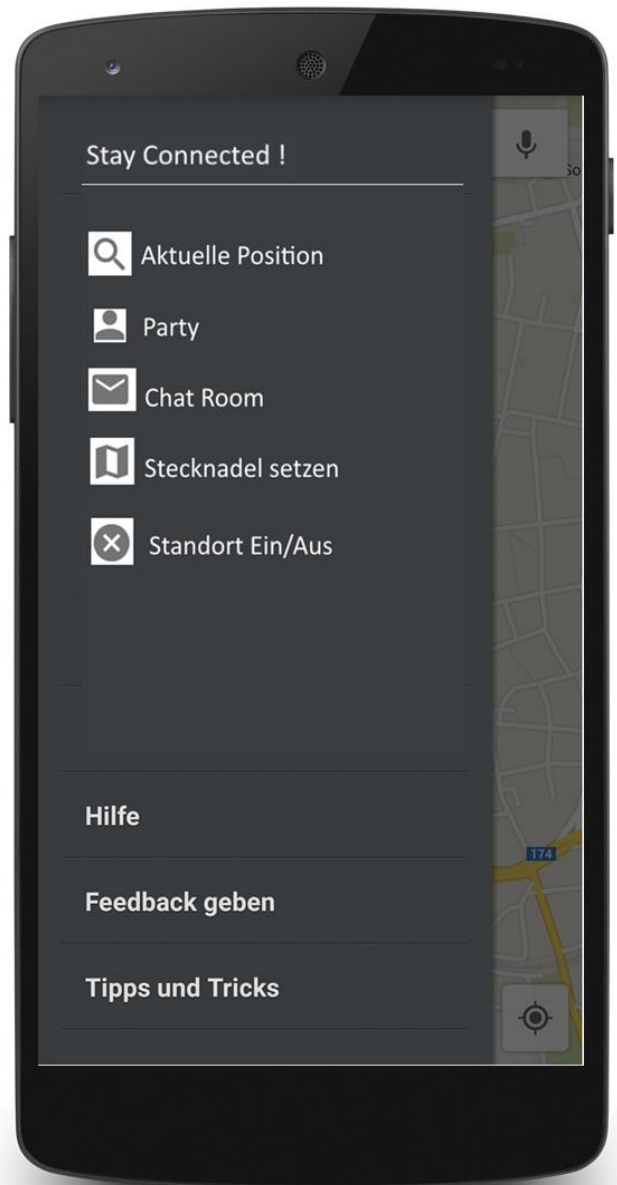 Stay Connected !
So
Aktuelle Position
Party
Chat Room
Stecknadel setzen
Standort Ein/Aus
Hilfe
174
Feedback geben
Tipps und Tricks